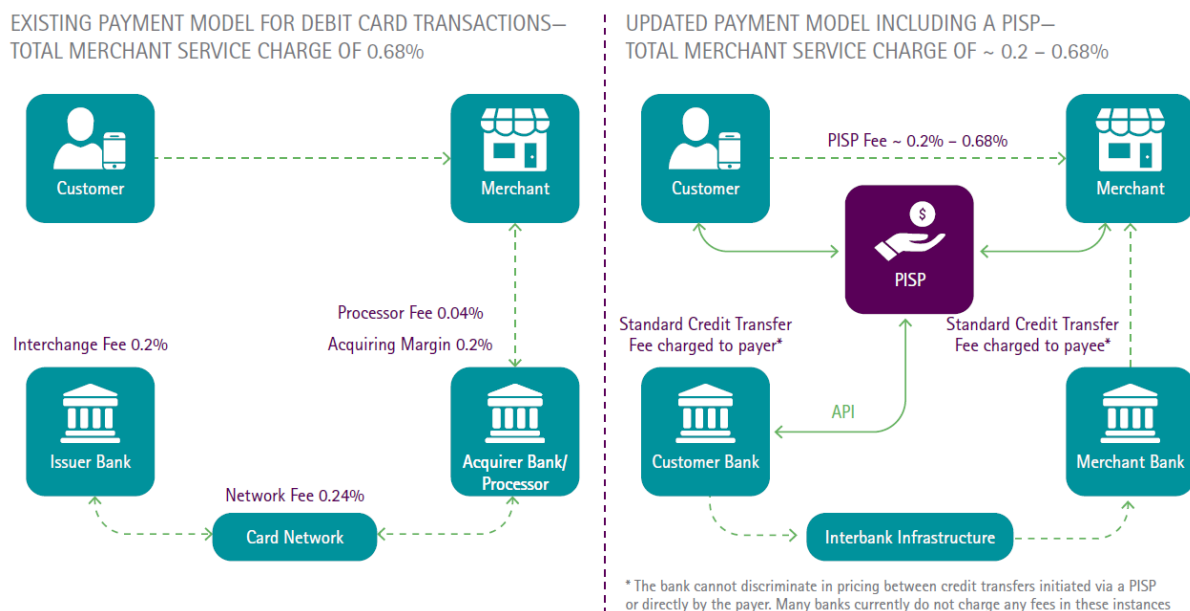 EXISTING PAYMENT MODEL FOR DEBIT CARD TRANSACTIONS—
TOTAL MERCHANT SERVICE CHARGE OF 0.68%
Customer
Merchant
Processor Fee 0.04%
Acquiring Margin 0.2%
Interchange Fee 0.2%
Issuer Bank
Acquirer Bank/
Processor
Network Fee 0.24%
Card Network
UPDATED PAYMENT MODEL INCLUDING A PISP—
TOTAL MERCHANT SERVICE CHARGE OF ~ 0.2 – 0.68%
PISP Fee ~ 0.2% – 0.68%
Customer
Merchant
$
PISP
Standard Credit Transfer
Fee charged to payer*
Standard Credit Transfer
Fee charged to payee*
API
Customer Bank
Merchant Bank
Interbank Infrastructure
* The bank cannot discriminate in pricing between credit transfers initiated via a PISP
or directly by the payer. Many banks currently do not charge any fees in these instances